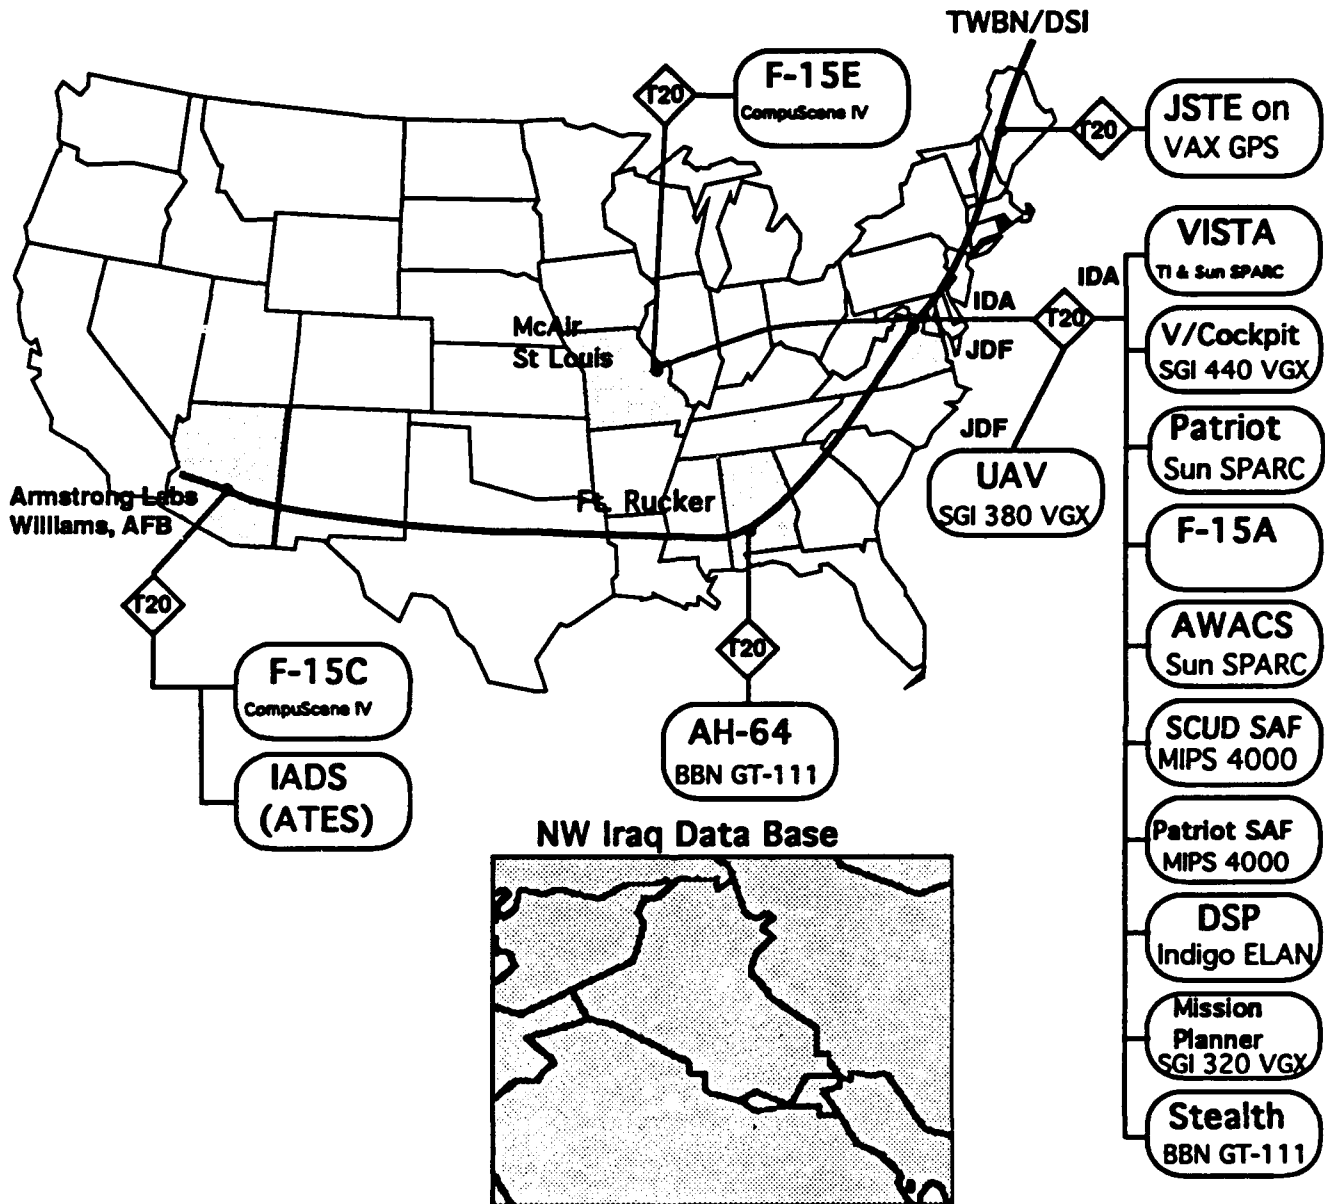 TWBN/DSI
T20
F-15E
CompuScene IV
T20
JSTE on
VAX GPS
VISTA
TI & Sun SPARC
IDA
IDA
T20
JDF
McAir
St Louis
V/Cockpit
SGI 440 VGX
JDF
UAV
SGI 380 VGX
Patriot
Sun SPARC
Armstrong Labs
Williams, AFB
Ft. Rucker
F-15A
T20
T20
AWACS
Sun SPARC
F-15C
CompuScene IV
AH-64
BBN GT-111
SCUD SAF
MIPS 4000
IADS
(ATES)
NW Iraq Data Base
Patriot SAF
MIPS 4000
DSP
Indigo ELAN
Mission
Planner
SGI 320 VGX
Stealth
BBN GT-111